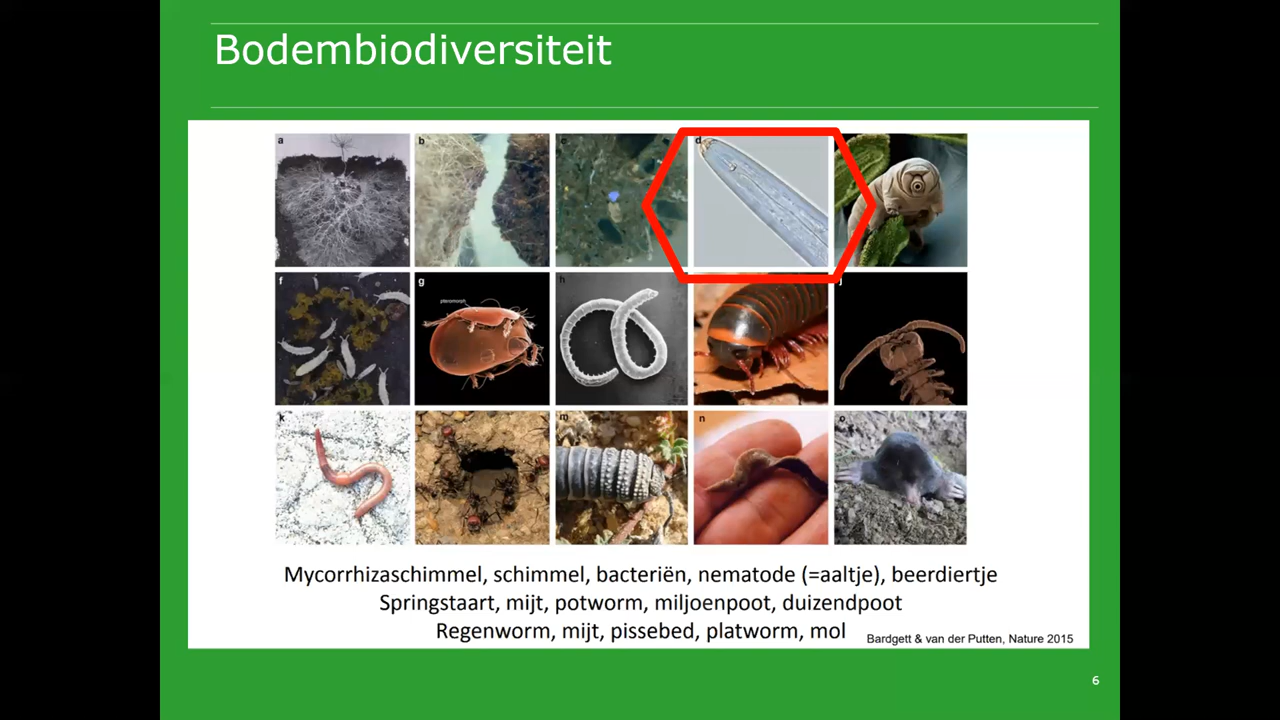 Bodembiodiversiteit
a
b
c
d
f
g
pteromorph
h
j
k
m
n
o
Mycorrhizaschimmel, schimmel, bacteriën, nematode (=aaltje), beerdiertje
Springstaart, mijt, potworm, miljoenpoot, duizendpoot
Regenworm, mijt, pissebed, platworm, mol
Bardgett & van der Putten, Nature 2015
6